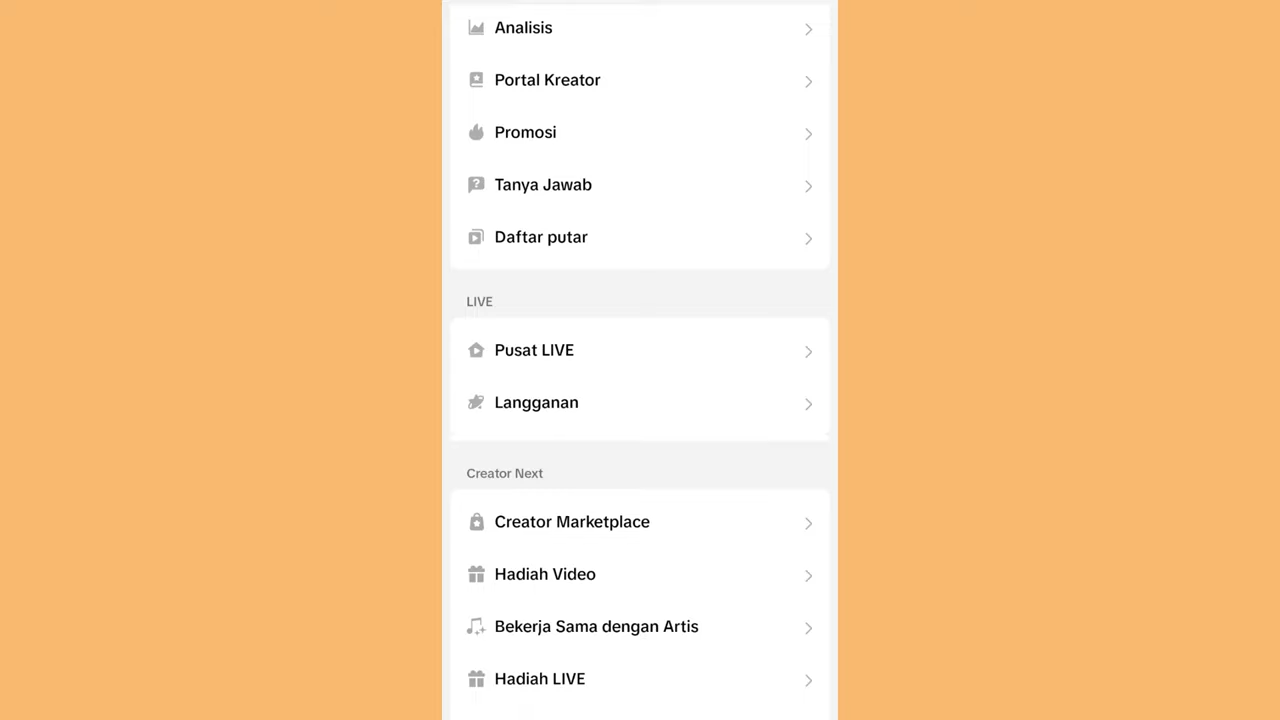 Analisis
Portal Kreator
Promosi
Tanya Jawab
Daftar putar
LIVE
Pusat LIVE
Langganan
Creator Next
Creator Marketplace
Hadiah Video
Bekerja Sama dengan Artis
Hadiah LIVE